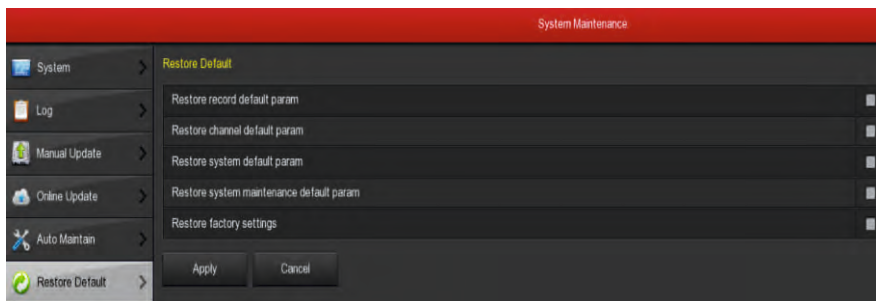 System Maintenance
System
Log
Manual Update
Online Update
Auto Maintain
Restore Default
Restore Default
Restore record default param
Restore channel default param
Restore system default param
Restore system maintenance default param
Restore factory settings
Apply Cancel